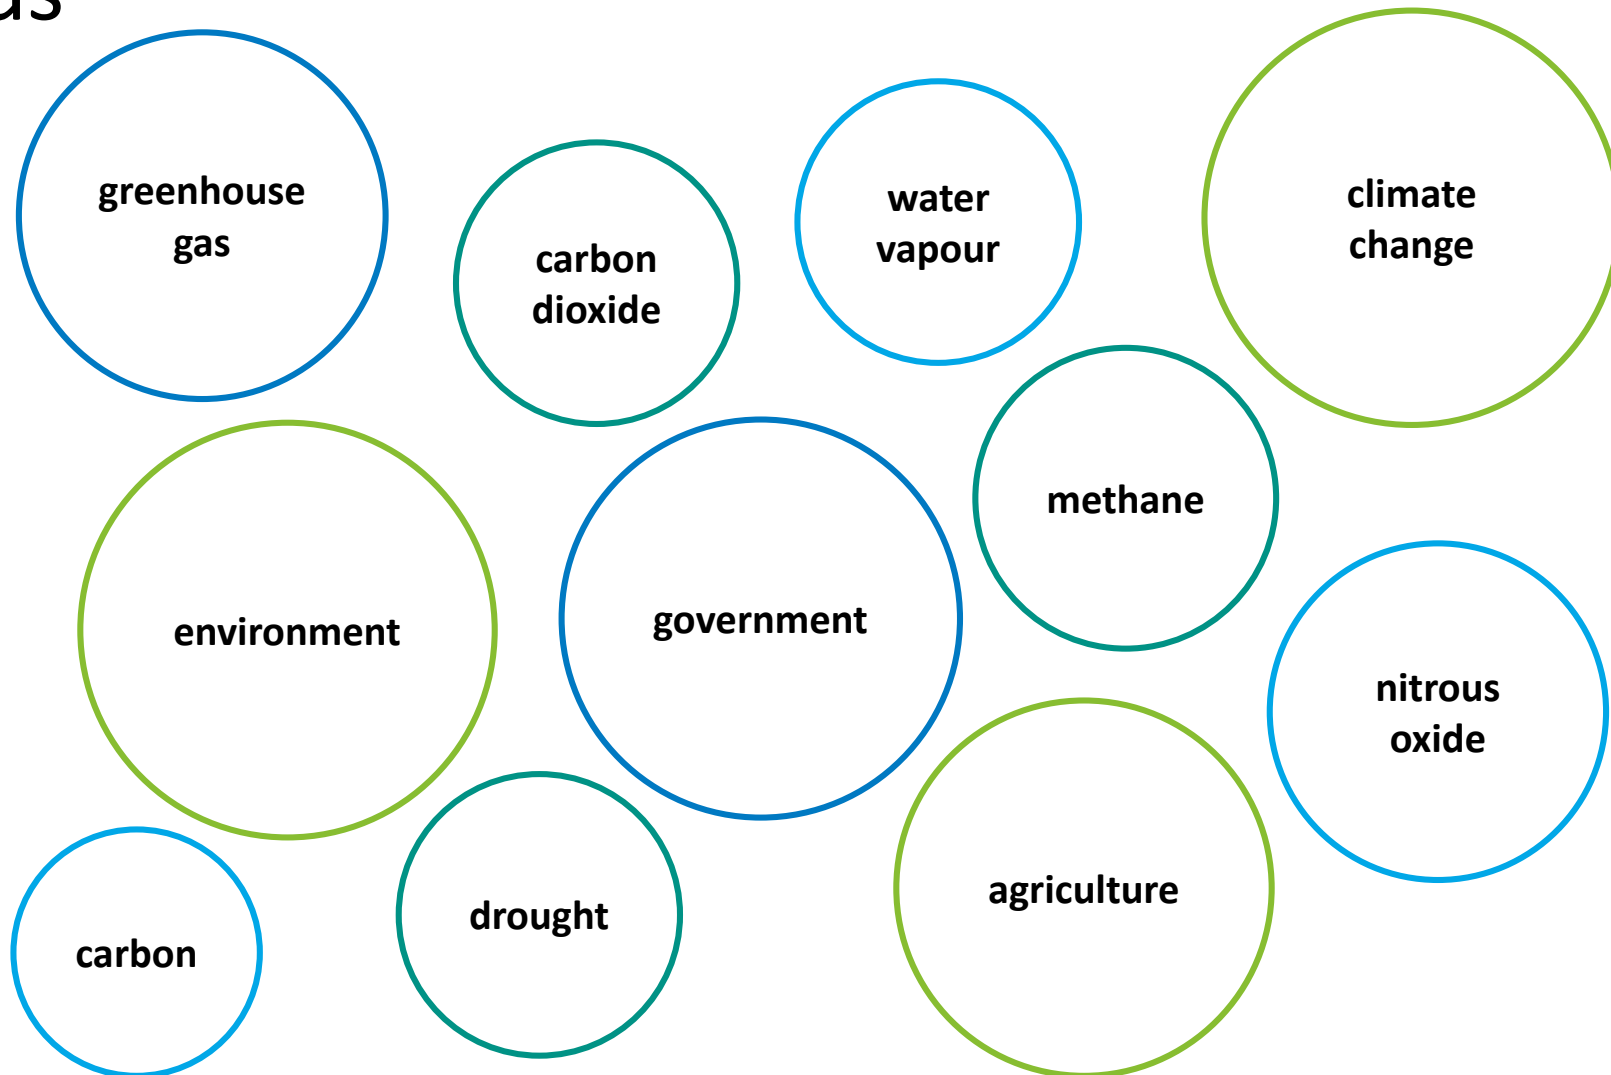 greenhouse
gas
carbon
dioxide
water
vapour
climate
change
environment
government
methane
nitrous
oxide
carbon
drought
agriculture